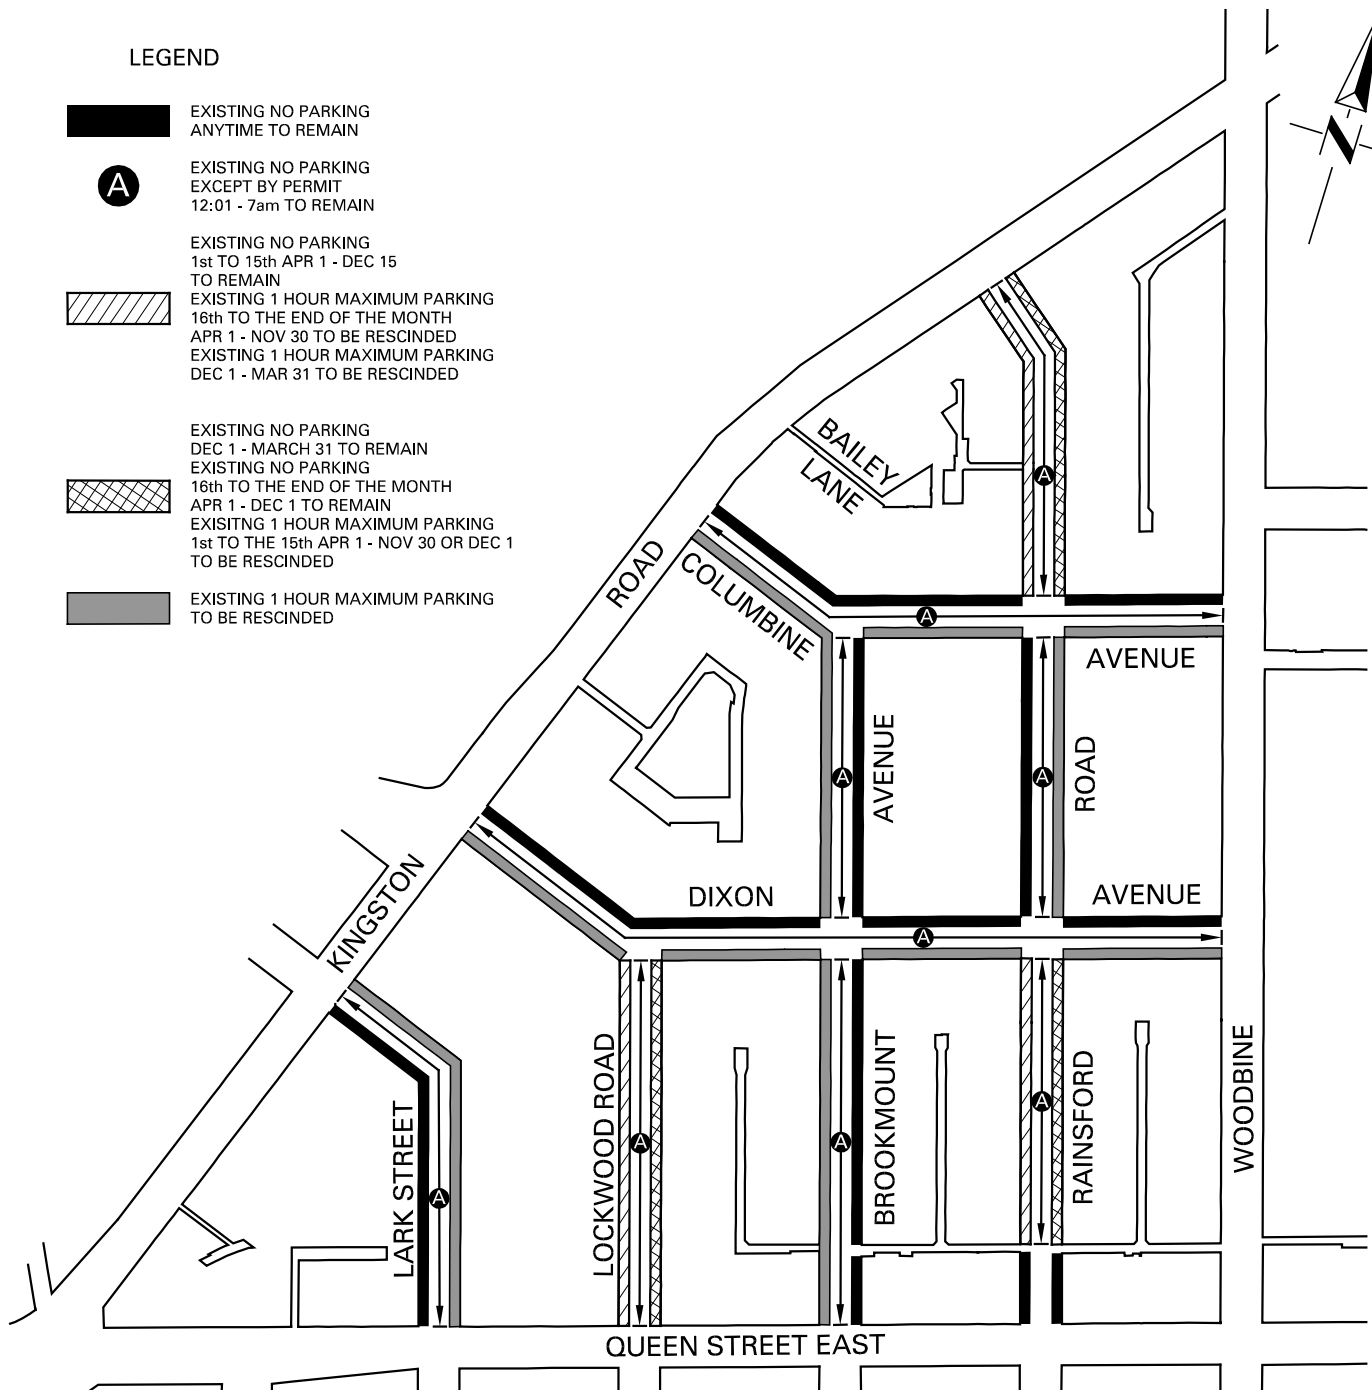 LEGEND
EXISTING NO PARKING
ANYTIME TO REMAIN
A
EXISTING NO PARKING
EXCEPT BY PERMIT
12:01 - 7am TO REMAIN
EXISTING NO PARKING
1st TO 15th APR 1 - DEC 15
TO REMAIN
EXISTING 1 HOUR MAXIMUM PARKING
16th TO THE END OF THE MONTH
APR 1 - NOV 30 TO BE RESCINDED
EXISTING 1 HOUR MAXIMUM PARKING
DEC 1 - MAR 31 TO BE RESCINDED
EXISTING NO PARKING
DEC 1 - MARCH 31 TO REMAIN
EXISTING NO PARKING
16th TO THE END OF THE MONTH
APR 1 - DEC 1 TO REMAIN
EXISITNG 1 HOUR MAXIMUM PARKING
1st TO THE 15th APR 1 - NOV 30 OR DEC 1
TO BE RESCINDED
EXISTING 1 HOUR MAXIMUM PARKING
TO BE RESCINDED
N
BAILEY
LANE
A
ROAD
COLUMBINE
A
AVENUE
AVENUE
ROAD
A
A
KINGSTON
DIXON
AVENUE
A
LARK STREET
A
LOCKWOOD ROAD
A
A
BROOKMOUNT
A
RAINSFORD
WOODBINE
QUEEN STREET EAST